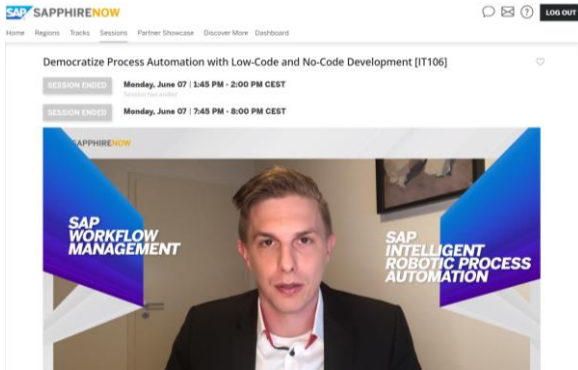 SAP SAPPHIRENOW
LOG OUT
Home Regions Tracks Sessions Partner Showcase Discover More Dashboard
Democratize Process Automation with Low-Code and No-Code Development [IT106]
SESSION ENDED Monday, June 07 | 1:45 PM - 2:00 PM CEST
Session has ended
SESSION ENDED Monday, June 07 | 7:45 PM - 8:00 PM CEST
SAPPHIRENOW
SAP
WORKFLOW
MANAGEMENT
SAP
INTELLIGENT
ROBOTIC PROCESS
AUTOMATION